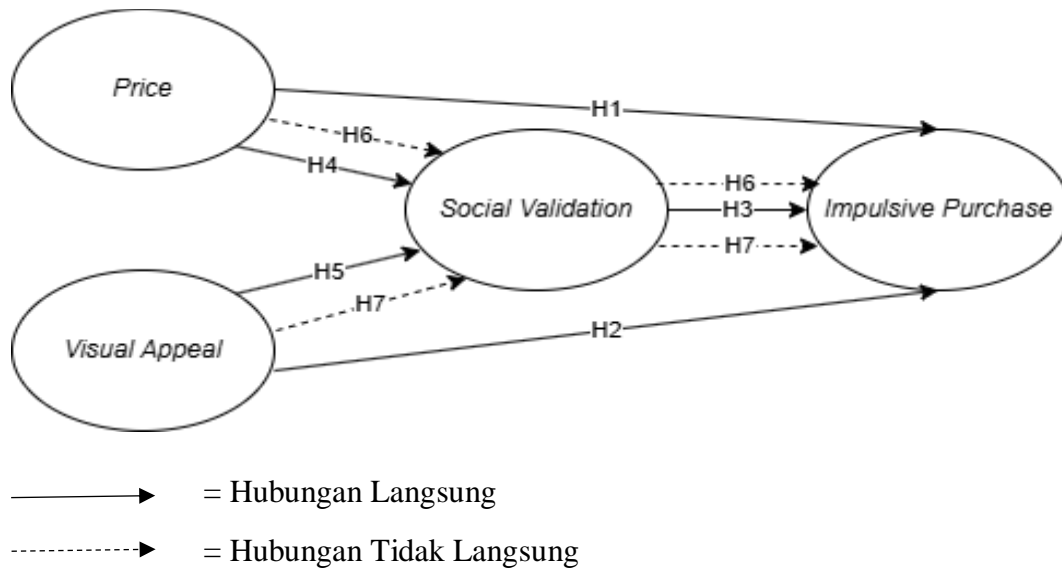 Price
H1
H6
H4
Social Validation
H6
H3
H7
Impulsive Purchase
H5
H7
Visual Appeal
H2
= Hubungan Langsung
= Hubungan Tidak Langsung